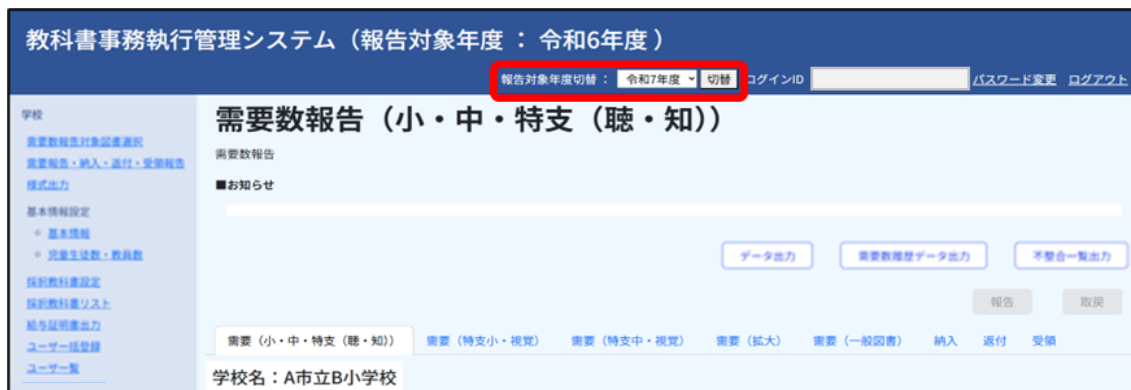 教科書事務執行管理システム（報告対象年度 ： 令和6年度 ）
報告対象年度切替 ： 令和7年度 切替 ログインID パスワード変更 ログアウト
学校
需要数報告対象図書選択
需要報告・納入・返付・受領報告
様式出力
基本情報設定
基本情報
児童生徒数・教員数
採択教科書設定
採択教科書リスト
給与証明書出力
ユーザー括登録
ユーザー覧
需要数報告（小・中・特支（聴・知））
需要数報告
■お知らせ
データ出力 需要数履歴データ出力 不整合一覧出力
報告 取戻
需要（小・中・特支（聴・知）） 需要（特支小・視覚） 需要（特支中・視覚） 需要（拡大） 需要（一般図書） 納入 返付 受領
学校名：A市立B小学校